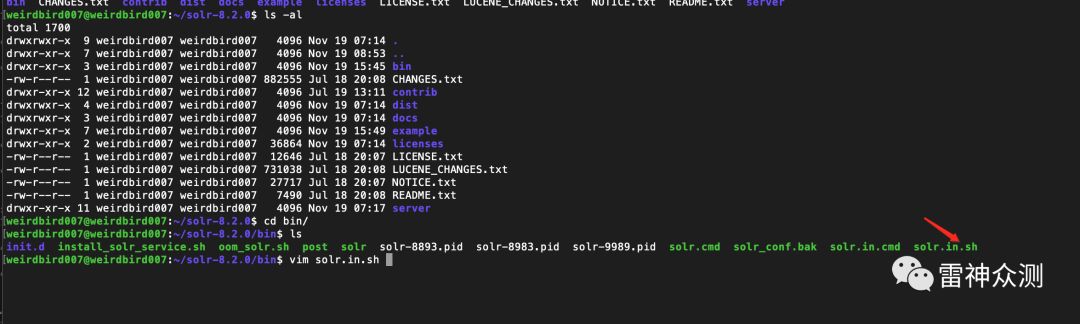 bin  CHANGES.txt  contrib  dist  docs  example  licenses  LICENSE.txt  LUCENE_CHANGES.txt  NOTICE.txt  README.txt  server
[weirdbird007@weirdbird007:~/solr-8.2.0$ ls -al
total 1700
drwxrwxr-x  9 weirdbird007 weirdbird007   4096 Nov 19 07:14 .
drwxr-xr-x  7 weirdbird007 weirdbird007   4096 Nov 19 08:53 ..
drwxr-xr-x  3 weirdbird007 weirdbird007   4096 Nov 19 15:45 bin
-rw-r--r--  1 weirdbird007 weirdbird007 882555 Jul 18 20:08 CHANGES.txt
drwxr-xr-x 12 weirdbird007 weirdbird007   4096 Nov 19 13:11 contrib
drwxrwxr-x  4 weirdbird007 weirdbird007   4096 Nov 19 07:14 dist
drwxrwxr-x  3 weirdbird007 weirdbird007   4096 Nov 19 07:14 docs
drwxr-xr-x  7 weirdbird007 weirdbird007   4096 Nov 19 15:49 example
drwxr-xr-x  2 weirdbird007 weirdbird007  36864 Nov 19 07:14 licenses
-rw-r--r--  1 weirdbird007 weirdbird007  12646 Jul 18 20:07 LICENSE.txt
-rw-r--r--  1 weirdbird007 weirdbird007 731038 Jul 18 20:08 LUCENE_CHANGES.txt
-rw-r--r--  1 weirdbird007 weirdbird007  27717 Jul 18 20:07 NOTICE.txt
-rw-r--r--  1 weirdbird007 weirdbird007   7490 Jul 18 20:08 README.txt
drwxr-xr-x 11 weirdbird007 weirdbird007   4096 Nov 19 07:17 server
[weirdbird007@weirdbird007:~/solr-8.2.0$ cd bin/
[weirdbird007@weirdbird007:~/solr-8.2.0/bin$ ls
init.d  install_solr_service.sh  oom_solr.sh  post  solr  solr-8893.pid  solr-8983.pid  solr-9989.pid  solr.cmd  solr_conf.bak  solr.in.cmd  solr.in.sh
[weirdbird007@weirdbird007:~/solr-8.2.0/bin$ vim solr.in.sh
雷神众测